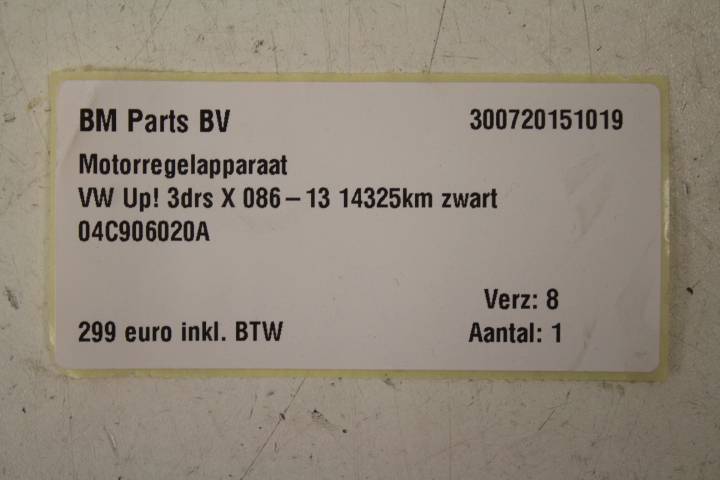 BM Parts BV 300720151019
Motorregelapparaat
VW Up! 3drs X 086 – 13 14325km zwart
04C906020A
Verz: 8
299 euro inkl. BTW Aantal: 1